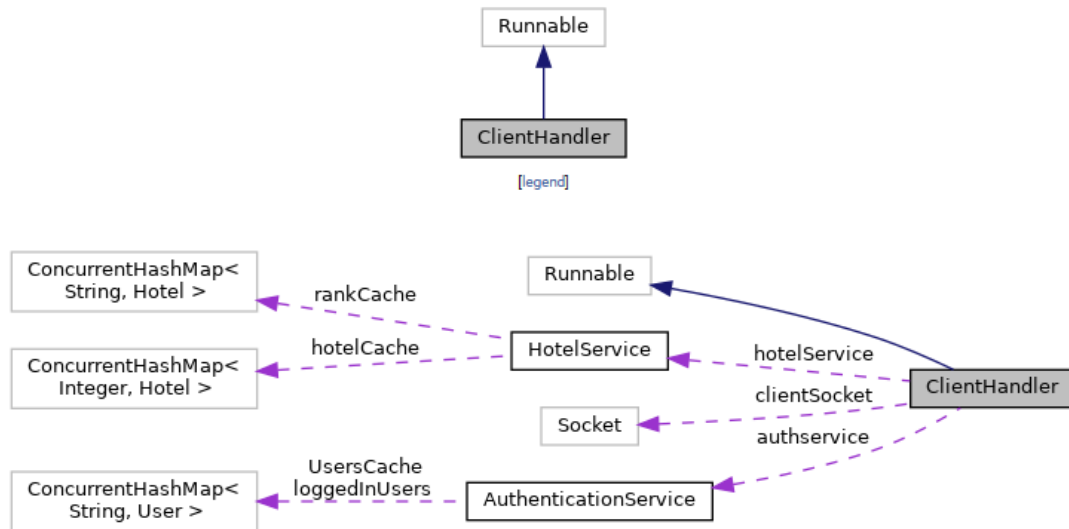 Runnable
ClientHandler
[legend]
ConcurrentHashMap<
String, Hotel >
rankCache
Runnable
hotelCache
HotelService
hotelService
ConcurrentHashMap<
Integer, Hotel >
ClientHandler
clientSocket
Socket
authservice
UsersCache
loggedInUsers
ConcurrentHashMap<
String, User >
AuthenticationService